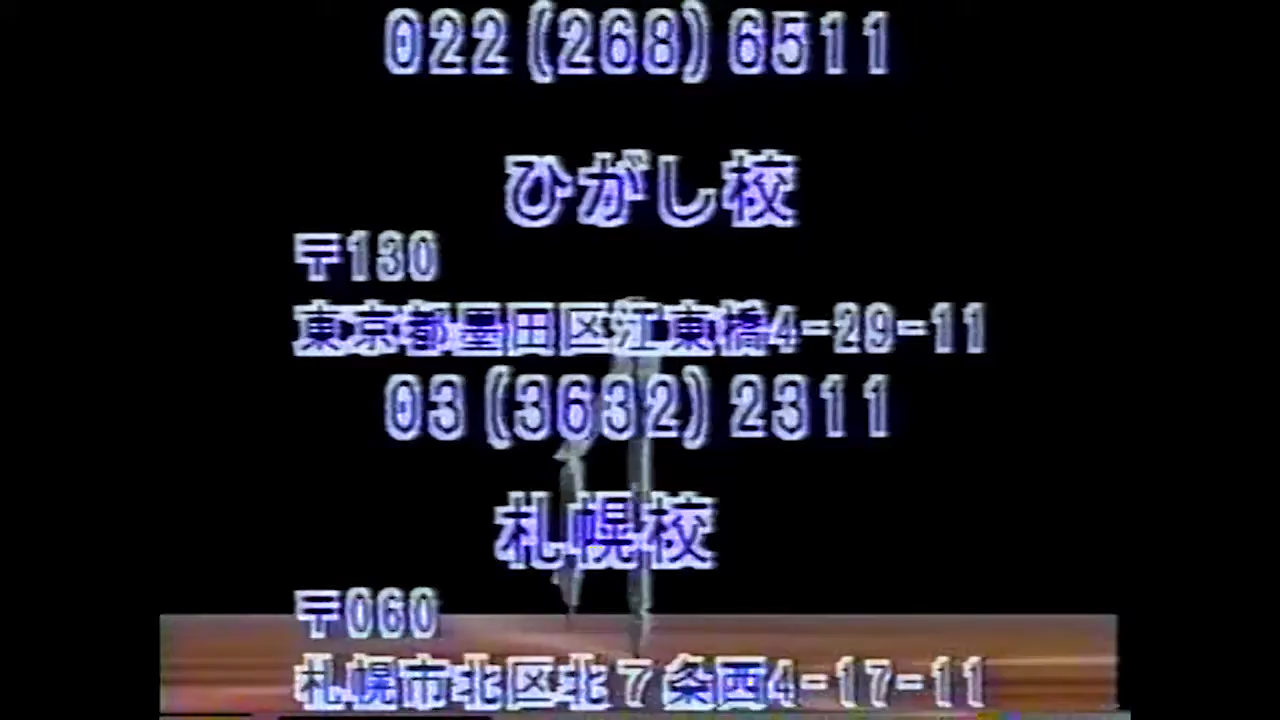 022(268)6511
ひがし校
〒130
東京都墨田区江東橋4-29-11
03(3632)2311
札幌校
〒060
札幌市北区北7条西4-17-11